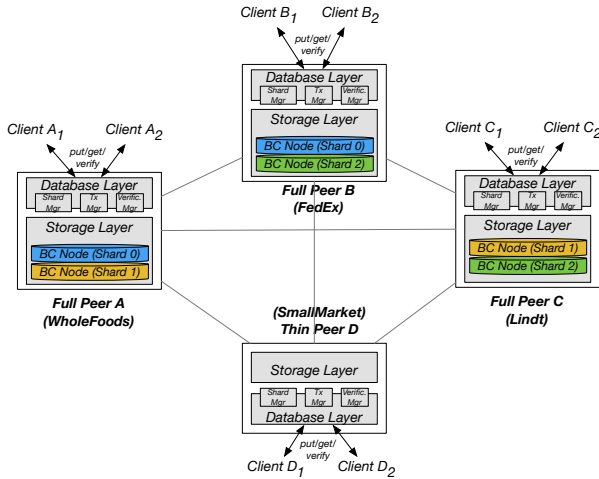 Client B1 Client B2
put/get/
verify
Database Layer
Shard Mgr Tx Mgr Verific. Mgr
Storage Layer
BC Node (Shard 0)
BC Node (Shard 2)
Full Peer B
(FedEx)
Client A1 Client A2
put/get/
verify
Database Layer
Shard Mgr Tx Mgr Verific. Mgr
Storage Layer
BC Node (Shard 0)
BC Node (Shard 1)
Full Peer A
(WholeFoods)
Client C1 Client C2
put/get/
verify
Database Layer
Shard Mgr Tx Mgr Verific. Mgr
Storage Layer
BC Node (Shard 1)
BC Node (Shard 2)
Full Peer C
(Lindt)
(SmallMarket)
Thin Peer D
Storage Layer
Shard Mgr Tx Mgr Verific. Mgr
Database Layer
put/get/
verify
Client D1 Client D2